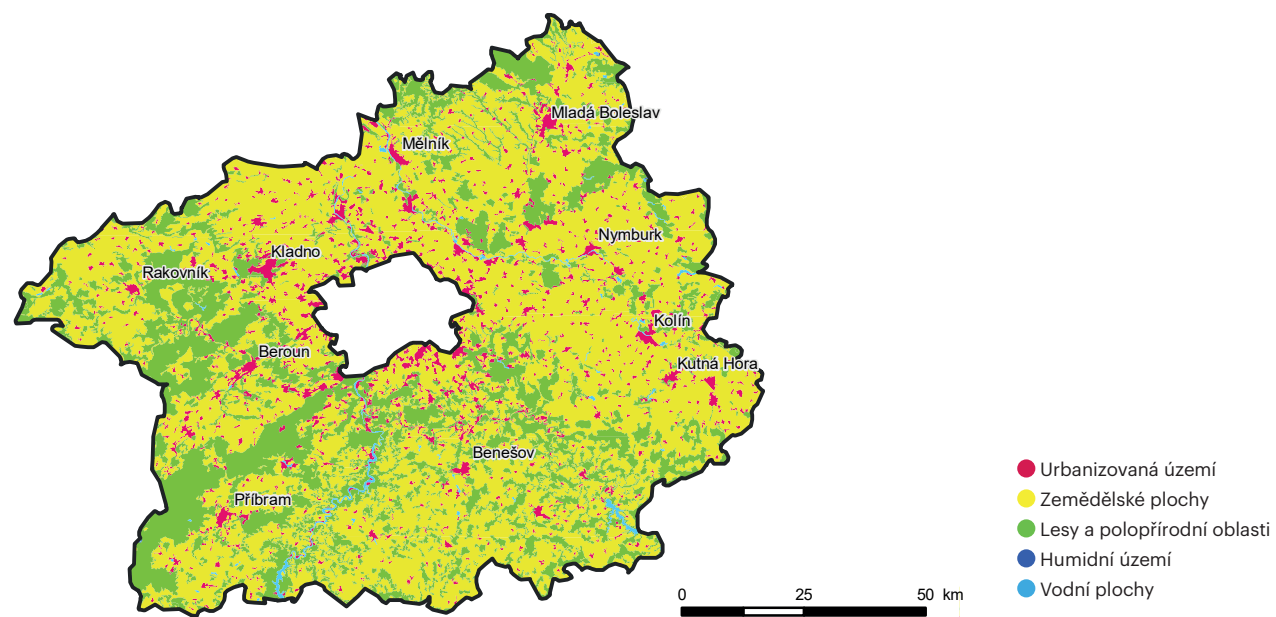 Mladá Boleslav
Mělník
Nymburk
Kladno
Rakovník
Kolín
Beroun
Kutná Hora
Benešov
Příbram
Urbanizovaná území
Zemědělské plochy
Lesy a polopřírodní oblasti
Humidní území
Vodní plochy
0 25 50 km